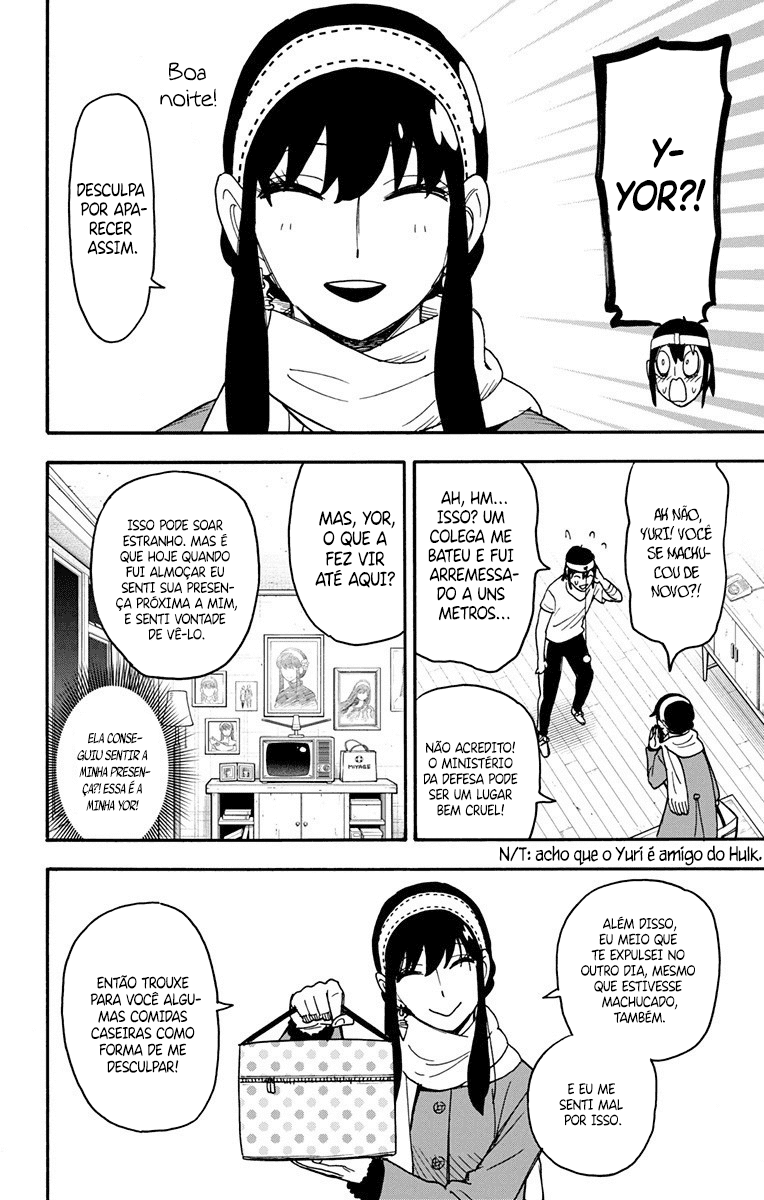 Y-
YOR?!
Boa
noite!
DESCULPA
POR APA-
RECER
ASSIM.
AH NÃO,
YURI! VOCÊ
SE MACHU-
COU DE
NOVO?!
AH, HM...
ISSO? UM
COLEGA ME
BATEU E FUI
ARREMESSA-
DO A UNS
METROS...
NÃO ACREDITO!
O MINISTÉRIO
DA DEFESA PODE
SER UM LUGAR
BEM CRUEL!
MAS, YOR,
O QUE A
FEZ VIR
ATÉ AQUI?
ISSO PODE SOAR
ESTRANHO. MAS É
QUE HOJE QUANDO
FUI ALMOÇAR EU
SENTI SUA PRESEN-
ÇA PRÓXIMA A MIM,
E SENTI VONTADE
DE VÊ-LO.
ELA CONSE-
GUIU SENTIR A
MINHA PRESEN-
ÇA?! ESSA É A
MINHA YOR!
MIYAGE
N/T: acho que o Yuri é amigo do Hulk.
ALÉM DISSO,
EU MEIO QUE
TE EXPULSEI NO
OUTRO DIA, MESMO
QUE ESTIVESSE
MACHUCADO,
TAMBÉM.
E EU ME
SENTI MAL
POR ISSO.
ENTÃO TROUXE
PARA VOCÊ ALGU-
MAS COMIDAS
CASEIRAS COMO
FORMA DE ME
DESCULPAR!